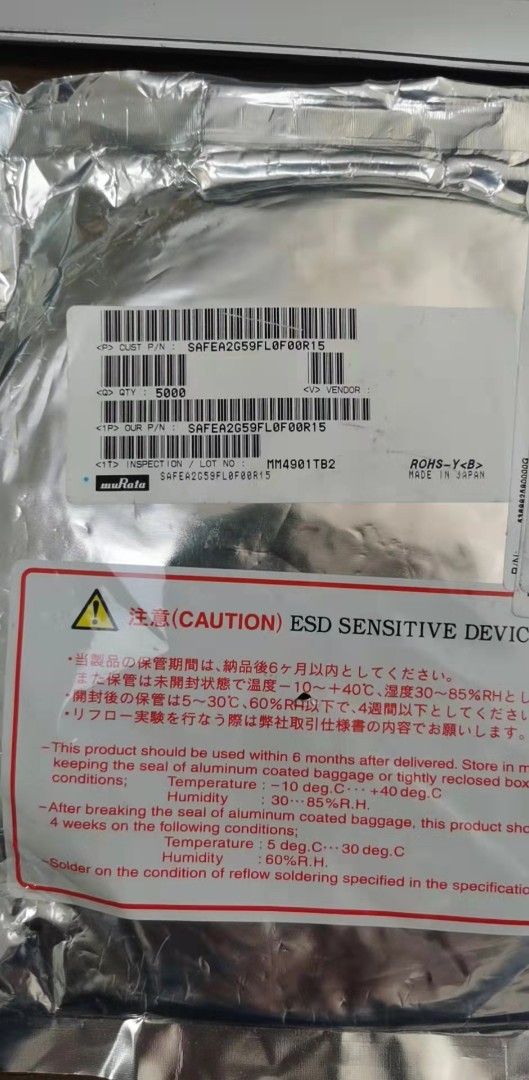 <P> CUST P/N : SAFEA2G59FL0F00R15
<Q> QTY : 5000 <V> VENDOR :
<1P> OUR P/N : SAFEA2G59FL0F00R15
<1T> INSPECTION / LOT NO : MM4901TB2 ROHS-Y<B>
muRata SAFEA2G59FL0F00R15 MADE IN JAPAN
P/N:
注意(CAUTION) ESD SENSITIVE DEVIC
・当製品の保管期間は、納品後6ヶ月以内としてください。
また保管は未開封状態で温度-10~+40℃、湿度30~85%RHとし
・開封後の保管は5~30℃、60%RH以下で、4週間以下としてくださ
・リフロー実験を行なう際は弊社取引仕様書の内容でお願いします。
-This product should be used within 6 months after delivered. Store in m
keeping the seal of aluminum coated baggage or tightly reclosed box
conditions; Temperature : -10 deg.C…+40 deg.C
Humidity : 30…85%R.H.
-After breaking the seal of aluminum coated baggage, this product sho
4 weeks on the following conditions;
Temperature : 5 deg.C…30 deg.C
Humidity : 60%R.H.
-Solder on the condition of reflow soldering specified in the specificatio